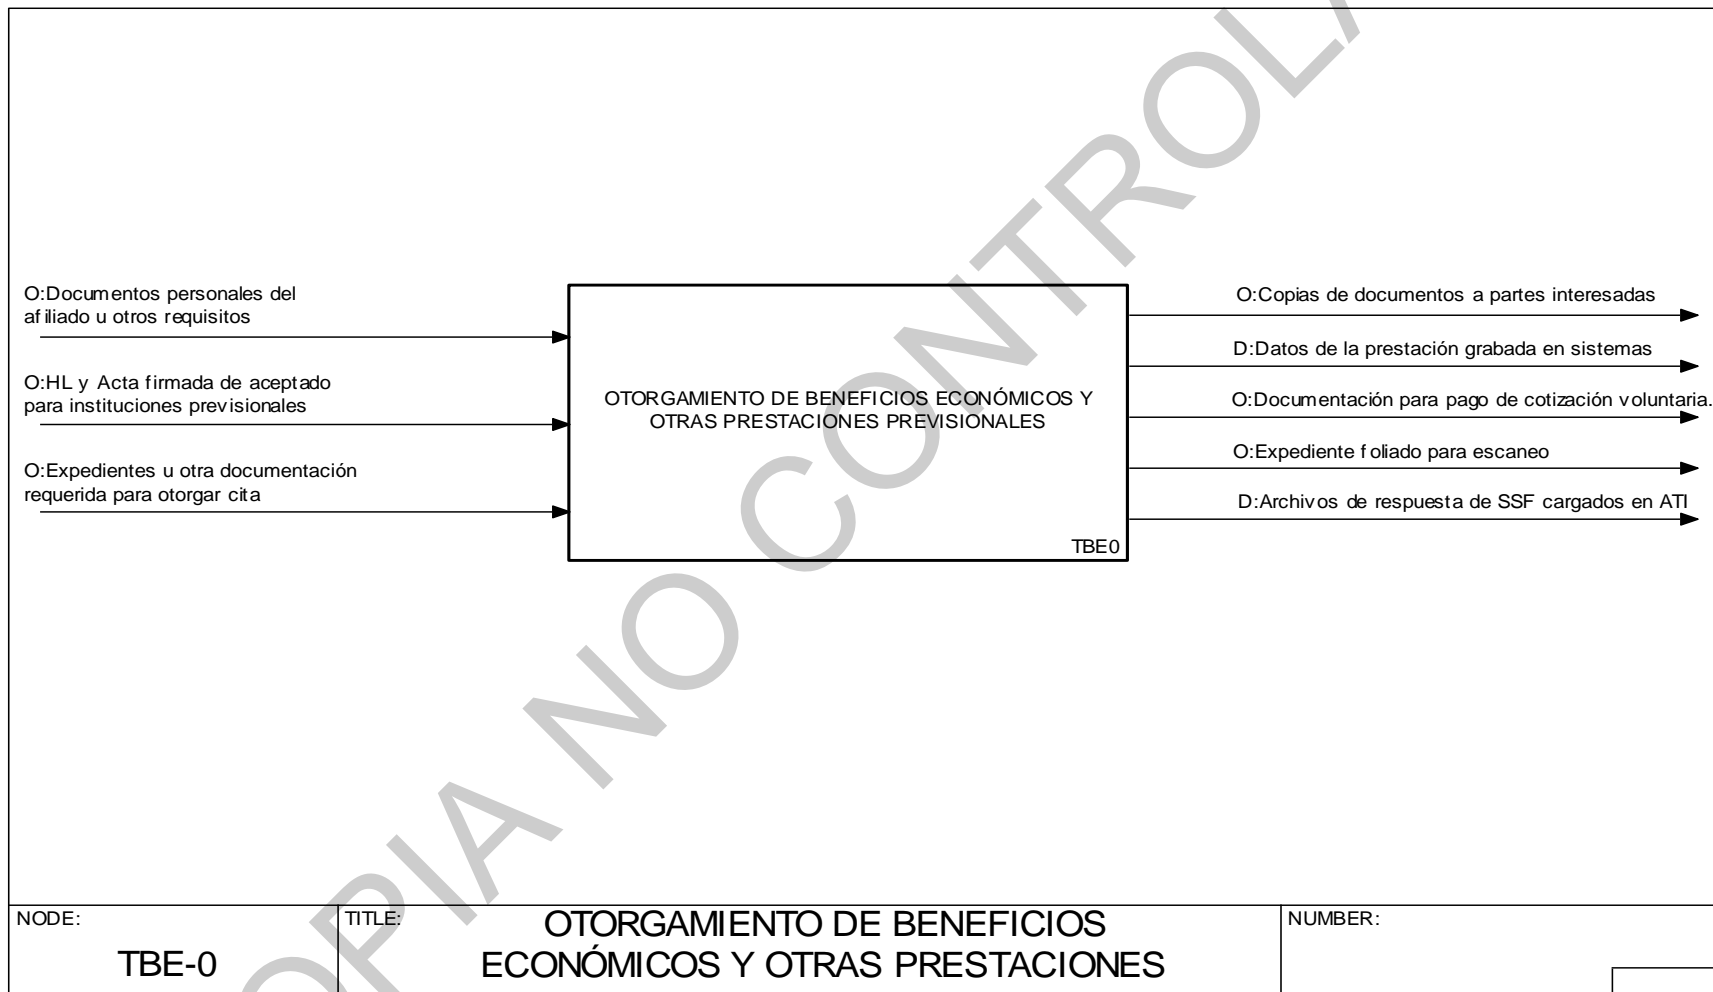 O:Documentos personales del
afiliado u otros requisitos
O:HL y Acta firmada de aceptado
para instituciones previsionales
O:Expedientes u otra documentación
requerida para otorgar cita
OTORGAMIENTO DE BENEFICIOS ECONÓMICOS Y
OTRAS PRESTACIONES PREVISIONALES
TBE0
O:Copias de documentos a partes interesadas
D:Datos de la prestación grabada en sistemas
O:Documentación para pago de cotización voluntaria.
O:Expediente foliado para escaneo
D:Archivos de respuesta de SSF cargados en ATI
NODE:
TBE-0
TITLE:
OTORGAMIENTO DE BENEFICIOS
ECONÓMICOS Y OTRAS PRESTACIONES
NUMBER:
OPIA NO CONTROL